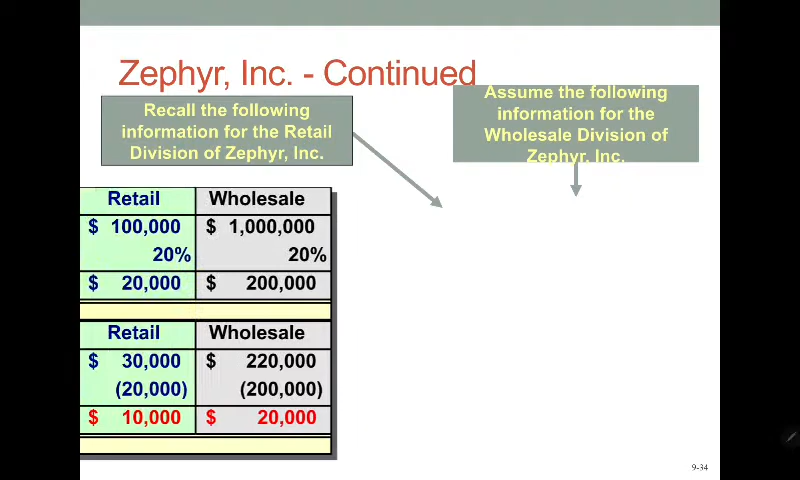 Zephyr, Inc. - Continued
Recall the following
information for the Retail
Division of Zephyr, Inc.
Assume the following
information for the
Wholesale Division of
Zephyr, Inc.
Retail Wholesale
$ 100,000 $ 1,000,000
20% 20%
$ 20,000 $ 200,000
Retail Wholesale
$ 30,000 $ 220,000
(20,000) (200,000)
$ 10,000 $ 20,000
9-34